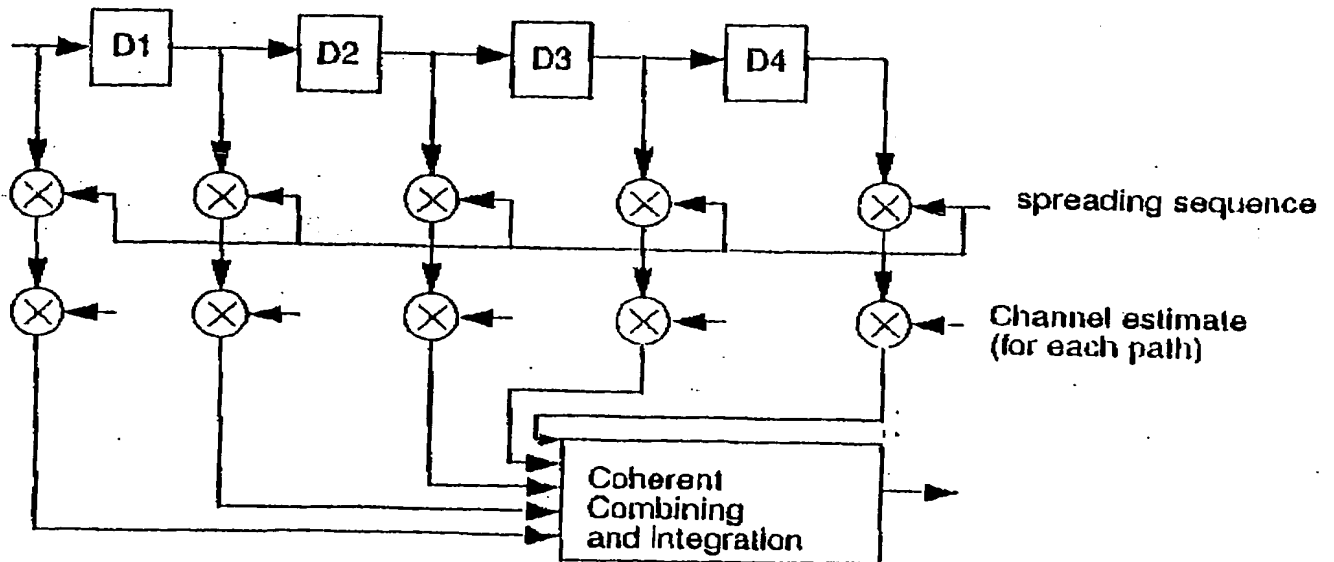 D1
D2
D3
D4
spreading sequence
Channel estimate
(for each path)
Coherent
Combining
and Integration